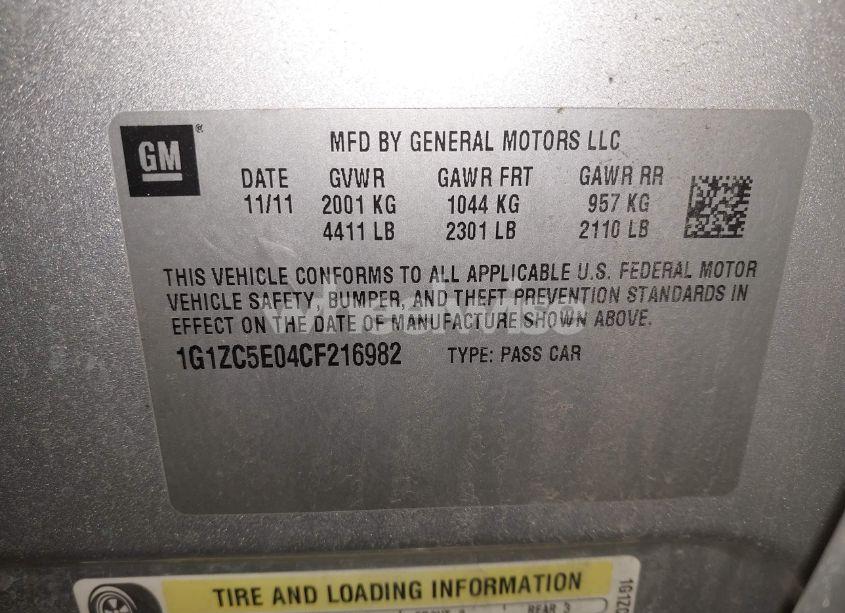 GM®
MFD BY GENERAL MOTORS LLC
DATE GVWR GAWR FRT GAWR RR
11/11 2001 KG 1044 KG 957 KG
4411 LB 2301 LB 2110 LB
THIS VEHICLE CONFORMS TO ALL APPLICABLE U.S. FEDERAL MOTOR
VEHICLE SAFETY, BUMPER, AND THEFT PREVENTION STANDARDS IN
EFFECT ON THE DATE OF MANUFACTURE SHOWN ABOVE.
1G1ZC5E04CF216982 TYPE: PASS CAR
TIRE AND LOADING INFORMATION
REAR 3
1G1ZC